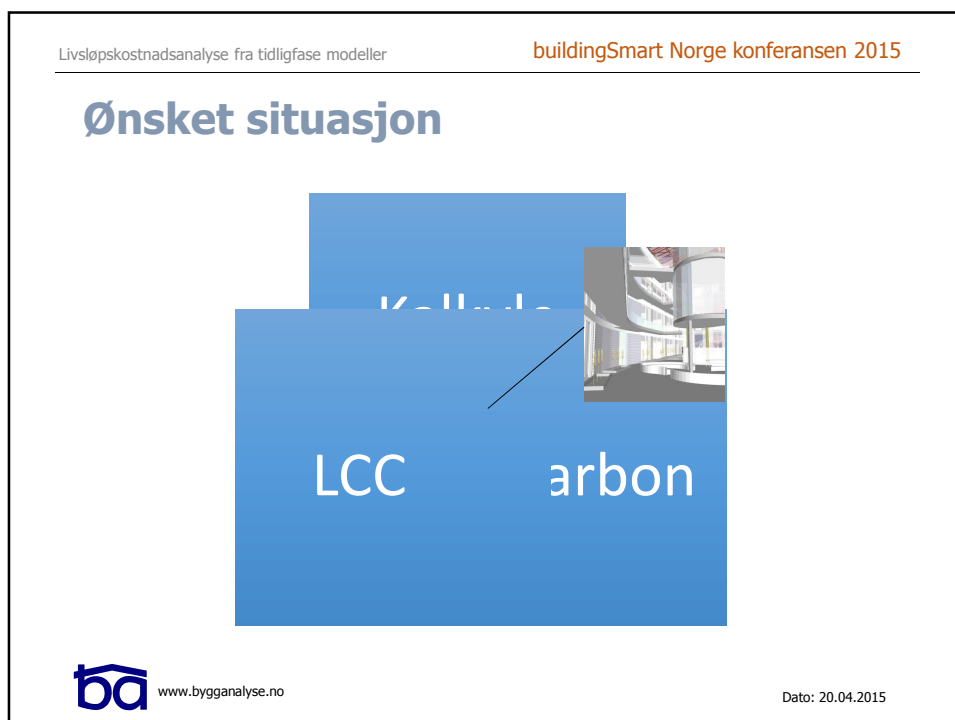 Livsløpskostnadsanalyse fra tidligfase modeller
buildingSmart Norge konferansen 2015
Ønsket situasjon
LCC
arbon
ba
www.bygganalyse.no
Dato: 20.04.2015